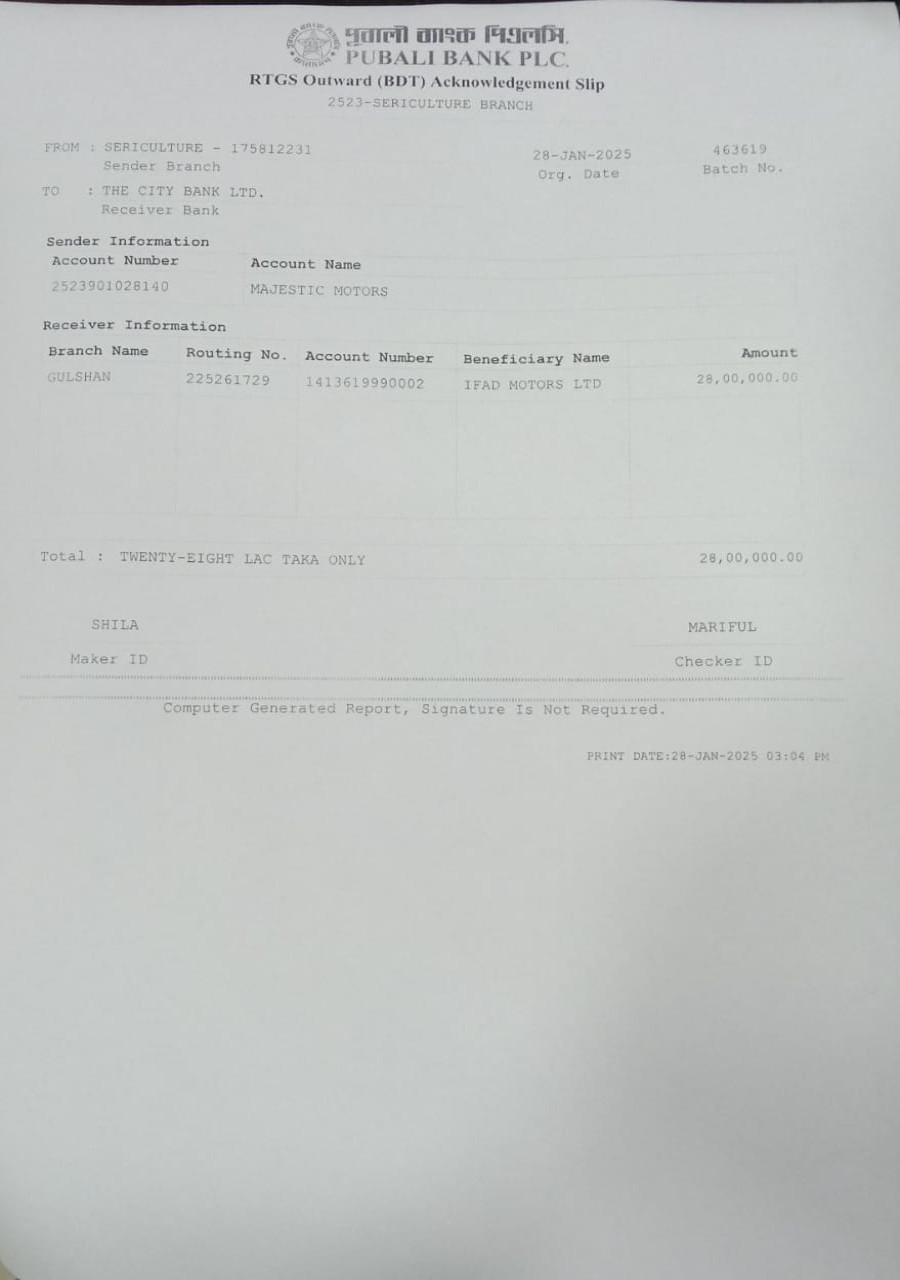 পূবালী ব্যাংক পিএলসি.
PUBALI BANK PLC.
RTGS Outward (BDT) Acknowledgement Slip
2523-SERICULTURE BRANCH
FROM : SERICULTURE - 175812231 28-JAN-2025 463619
Sender Branch Org. Date Batch No.
TO : THE CITY BANK LTD.
Receiver Bank
Sender Information
Account Number Account Name
2523901028140 MAJESTIC MOTORS
Receiver Information
Branch Name Routing No. Account Number Beneficiary Name Amount
GULSHAN 225261729 1413619990002 IFAD MOTORS LTD 28,00,000.00
Total : TWENTY-EIGHT LAC TAKA ONLY 28,00,000.00
SHILA MARIFUL
Maker ID Checker ID
Computer Generated Report, Signature Is Not Required.
PRINT DATE:28-JAN-2025 03:04 PM